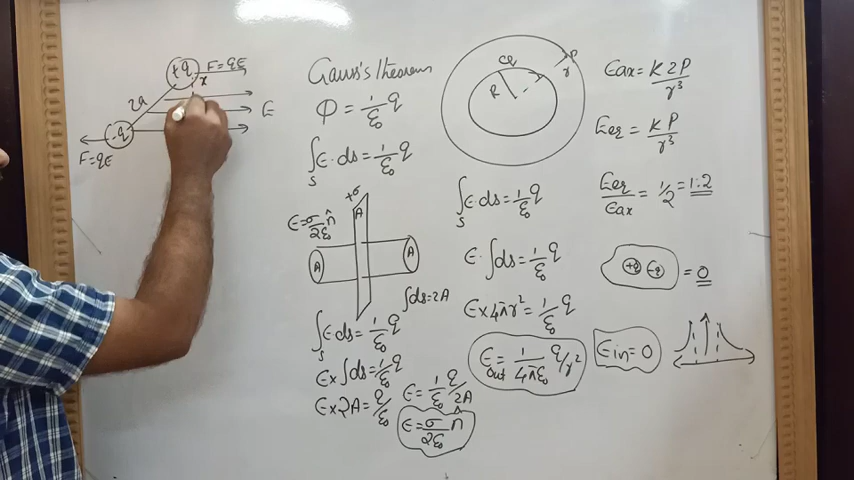 +q F=qE
x
2a
E
-q
F=qE
Gauss's theorem
Φ = 1/ε₀ q
∫ E·ds = 1/ε₀ q
S
+σ
E=σ/2ε₀ n̂
A
A
A
∫ds=2A
∫ E ds = 1/ε₀ q
S
E×∫ds=1/ε₀ q
E×2A=q/ε₀
E=1/ε₀ q/2A
E=σ/2ε₀ n̂
R
P
r
∫ E ds = 1/ε₀ q
S
E·∫ds=1/ε₀ q
E×4πr²=1/ε₀ q
E out = 1/4πε₀ q/r²
Eax = K 2P/r³
Eeq = KP/r³
Eeq/Eax = 1/2 = 1:2
+q -q = 0
E in = 0